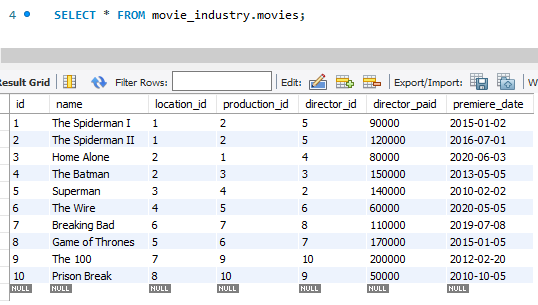 4 SELECT * FROM movie_industry.movies;
Result Grid Filter Rows: Edit: Export/Import: W
id name location_id production_id director_id director_paid premiere_date
1 The Spiderman I 1 2 5 90000 2015-01-02
2 The Spiderman II 1 2 5 120000 2016-07-01
3 Home Alone 2 1 4 80000 2020-06-03
4 The Batman 2 3 3 150000 2013-05-05
5 Superman 3 4 2 140000 2010-02-02
6 The Wire 4 5 6 60000 2020-05-05
7 Breaking Bad 6 7 8 110000 2019-07-08
8 Game of Thrones 5 6 7 170000 2015-01-05
9 The 100 7 9 10 200000 2012-02-20
10 Prison Break 8 10 9 50000 2010-10-05
NULL NULL NULL NULL NULL NULL NULL